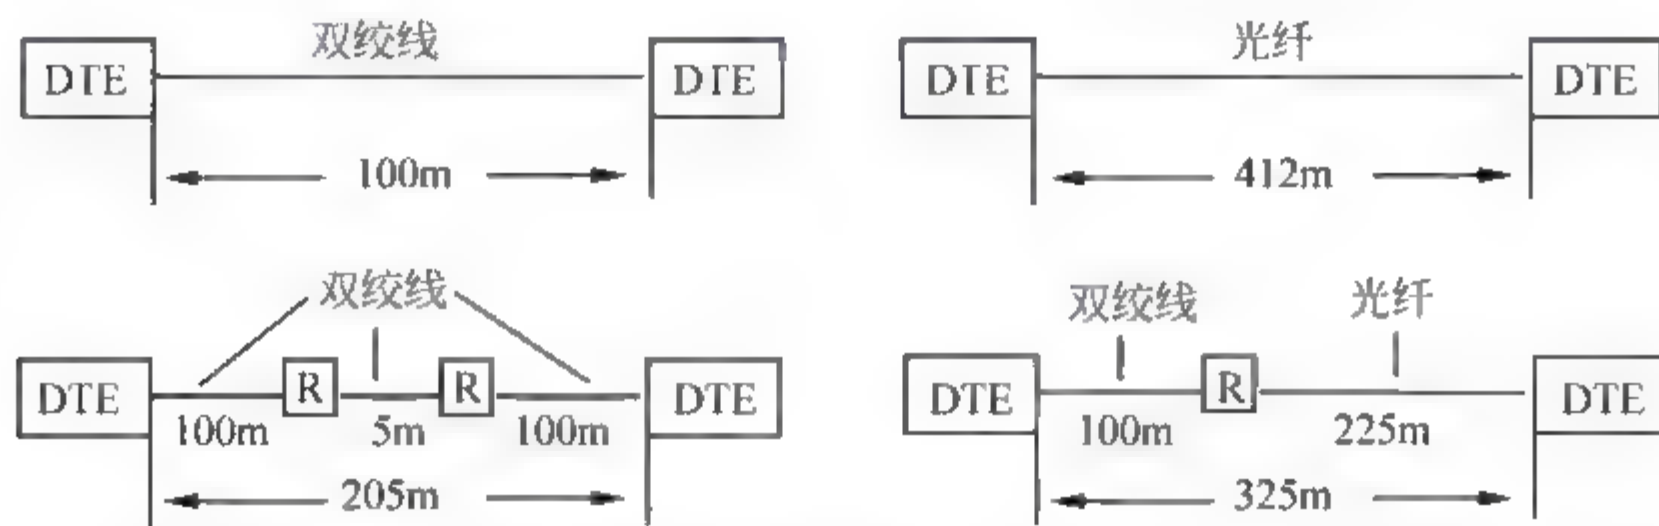 双绞线 光纤
DTE DTE DTE DTE
100m 412m
双绞线 双绞线 光纤
DTE R R DTE DTE R DTE
100m 5m 100m 100m 225m
205m 325m